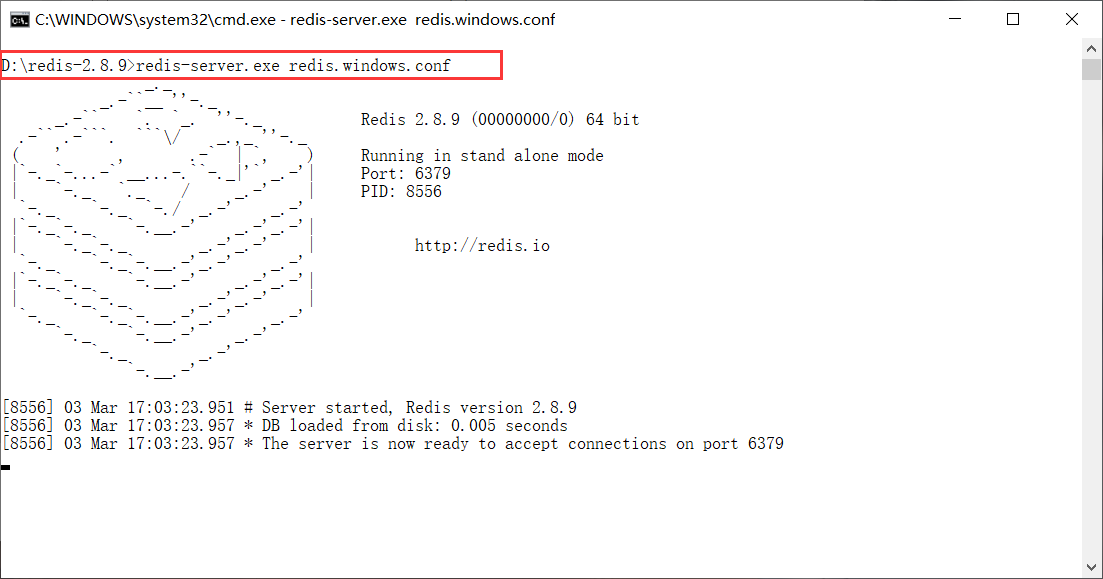 C:\WINDOWS\system32\cmd.exe - redis-server.exe  redis.windows.conf
D:\redis-2.8.9>redis-server.exe redis.windows.conf
Redis 2.8.9 (00000000/0) 64 bit
Running in stand alone mode
Port: 6379
PID: 8556
http://redis.io
[8556] 03 Mar 17:03:23.951 # Server started, Redis version 2.8.9
[8556] 03 Mar 17:03:23.957 * DB loaded from disk: 0.005 seconds
[8556] 03 Mar 17:03:23.957 * The server is now ready to accept connections on port 6379